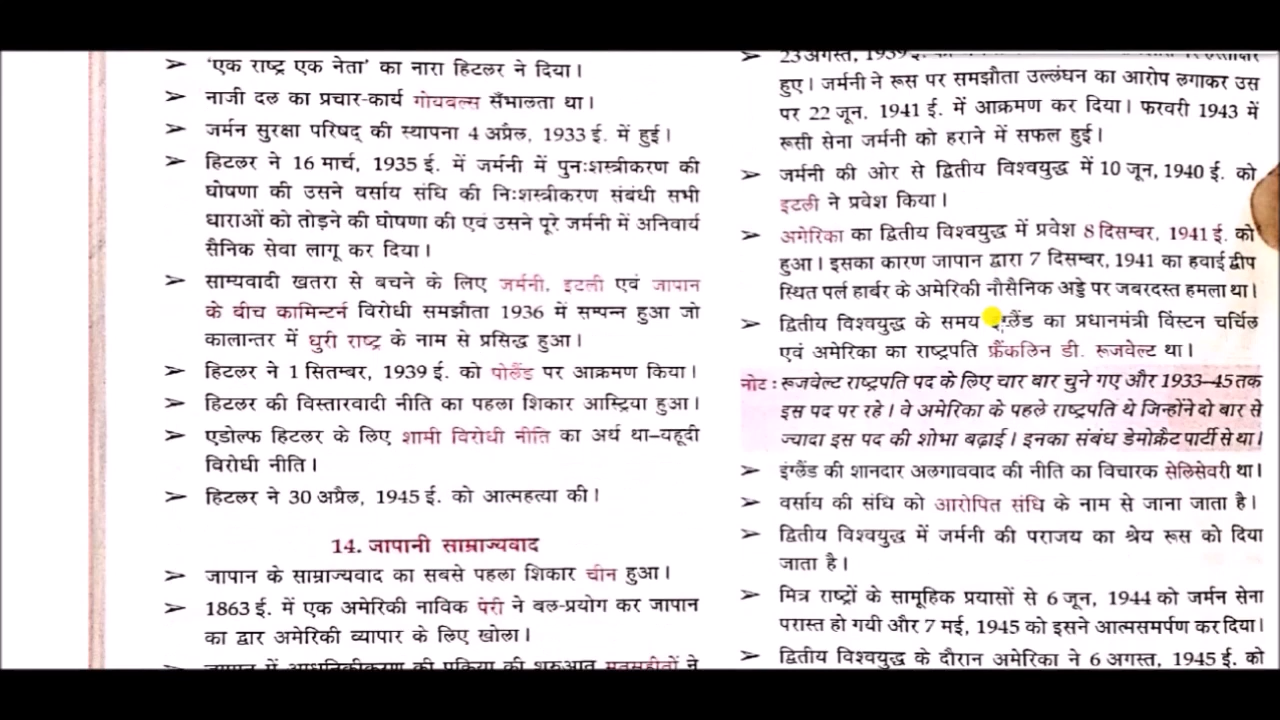 ➢ 'एक राष्ट्र एक नेता' का नारा हिटलर ने दिया।
➢ नाजी दल का प्रचार-कार्य गोयबल्स सँभालता था।
➢ जर्मन सुरक्षा परिषद् की स्थापना 4 अप्रैल, 1933 ई. में हुई।
➢ हिटलर ने 16 मार्च, 1935 ई. में जर्मनी में पुनःशस्त्रीकरण की
घोषणा की उसने वर्साय संधि की निःशस्त्रीकरण संबंधी सभी
धाराओं को तोड़ने की घोषणा की एवं उसने पूरे जर्मनी में अनिवार्य
सैनिक सेवा लागू कर दिया।
➢ साम्यवादी खतरा से बचने के लिए जर्मनी, इटली एवं जापान
के बीच कामिन्टर्न विरोधी समझौता 1936 में सम्पन्न हुआ जो
कालान्तर में धुरी राष्ट्र के नाम से प्रसिद्ध हुआ।
➢ हिटलर ने 1 सितम्बर, 1939 ई. को पोलैंड पर आक्रमण किया।
➢ हिटलर की विस्तारवादी नीति का पहला शिकार आस्ट्रिया हुआ।
➢ एडोल्फ हिटलर के लिए शामी विरोधी नीति का अर्थ था–यहूदी
विरोधी नीति।
➢ हिटलर ने 30 अप्रैल, 1945 ई. को आत्महत्या की।
14. जापानी साम्राज्यवाद
➢ जापान के साम्राज्यवाद का सबसे पहला शिकार चीन हुआ।
➢ 1863 ई. में एक अमेरिकी नाविक पेरी ने बल-प्रयोग कर जापान
का द्वार अमेरिकी व्यापार के लिए खोला।
जापान में आधुनिकीकरण की प्रक्रिया की शुरुआत मुत्सुहीतो ने
➢ 23 अगस्त, 1939 ई.
हुए। जर्मनी ने रूस पर समझौता उल्लंघन का आरोप लगाकर उस
पर 22 जून, 1941 ई. में आक्रमण कर दिया। फरवरी 1943 में
रूसी सेना जर्मनी को हराने में सफल हुई।
➢ जर्मनी की ओर से द्वितीय विश्वयुद्ध में 10 जून, 1940 ई. को
इटली ने प्रवेश किया।
➢ अमेरिका का द्वितीय विश्वयुद्ध में प्रवेश 8 दिसम्बर, 1941 ई. को
हुआ। इसका कारण जापान द्वारा 7 दिसम्बर, 1941 का हवाई द्वीप
स्थित पर्ल हार्बर के अमेरिकी नौसैनिक अड्डे पर जबरदस्त हमला था।
➢ द्वितीय विश्वयुद्ध के समय इंग्लैंड का प्रधानमंत्री विंस्टन चर्चिल
एवं अमेरिका का राष्ट्रपति फ्रैंकलिन डी. रूजवेल्ट था।
नोट : रूजवेल्ट राष्ट्रपति पद के लिए चार बार चुने गए और 1933–45 तक
इस पद पर रहे। वे अमेरिका के पहले राष्ट्रपति थे जिन्होंने दो बार से
ज्यादा इस पद की शोभा बढ़ाई। इनका संबंध डेमोक्रैट पार्टी से था।
➢ इंग्लैंड की शानदार अलगाववाद की नीति का विचारक सेलिसेवरी था।
➢ वर्साय की संधि को आरोपित संधि के नाम से जाना जाता है।
➢ द्वितीय विश्वयुद्ध में जर्मनी की पराजय का श्रेय रूस को दिया
जाता है।
➢ मित्र राष्ट्रों के सामूहिक प्रयासों से 6 जून, 1944 को जर्मन सेना
परास्त हो गयी और 7 मई, 1945 को इसने आत्मसमर्पण कर दिया।
➢ द्वितीय विश्वयुद्ध के दौरान अमेरिका ने 6 अगस्त, 1945 ई. को